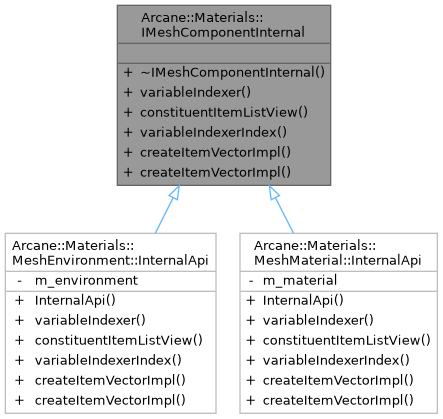 Arcane::Materials::
IMeshComponentInternal
+ ~IMeshComponentInternal()
+ variableIndexer()
+ constituentItemListView()
+ variableIndexerIndex()
+ createItemVectorImpl()
+ createItemVectorImpl()
Arcane::Materials::
MeshEnvironment::InternalApi
- m_environment
+ InternalApi()
+ variableIndexer()
+ constituentItemListView()
+ variableIndexerIndex()
+ createItemVectorImpl()
+ createItemVectorImpl()
Arcane::Materials::
MeshMaterial::InternalApi
- m_material
+ InternalApi()
+ variableIndexer()
+ constituentItemListView()
+ variableIndexerIndex()
+ createItemVectorImpl()
+ createItemVectorImpl()